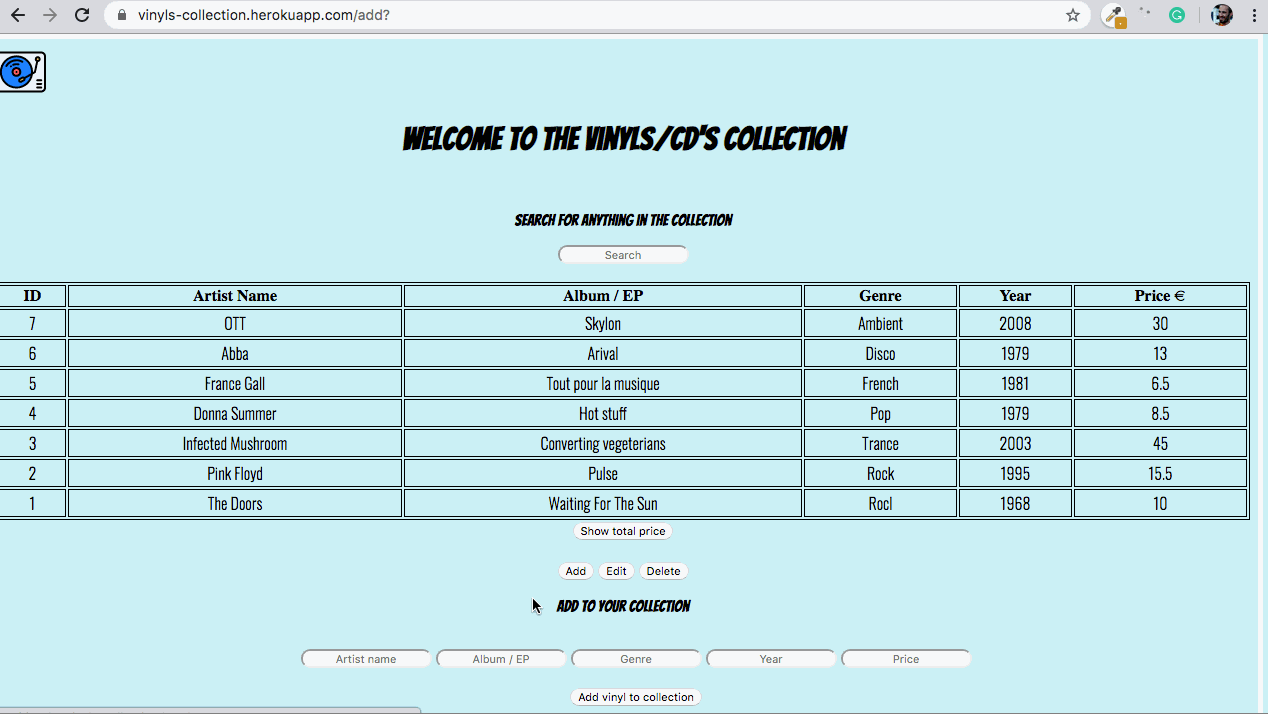 vinyls-collection.herokuapp.com/add?
WELCOME TO THE VINYLS/CD'S COLLECTION
SEARCH FOR ANYTHING IN THE COLLECTION
Search
ID Artist Name Album / EP Genre Year Price €
7 OTT Skylon Ambient 2008 30
6 Abba Arival Disco 1979 13
5 France Gall Tout pour la musique French 1981 6.5
4 Donna Summer Hot stuff Pop 1979 8.5
3 Infected Mushroom Converting vegeterians Trance 2003 45
2 Pink Floyd Pulse Rock 1995 15.5
1 The Doors Waiting For The Sun Rocl 1968 10
Show total price
Add Edit Delete
ADD TO YOUR COLLECTION
Artist name Album / EP Genre Year Price
Add vinyl to collection